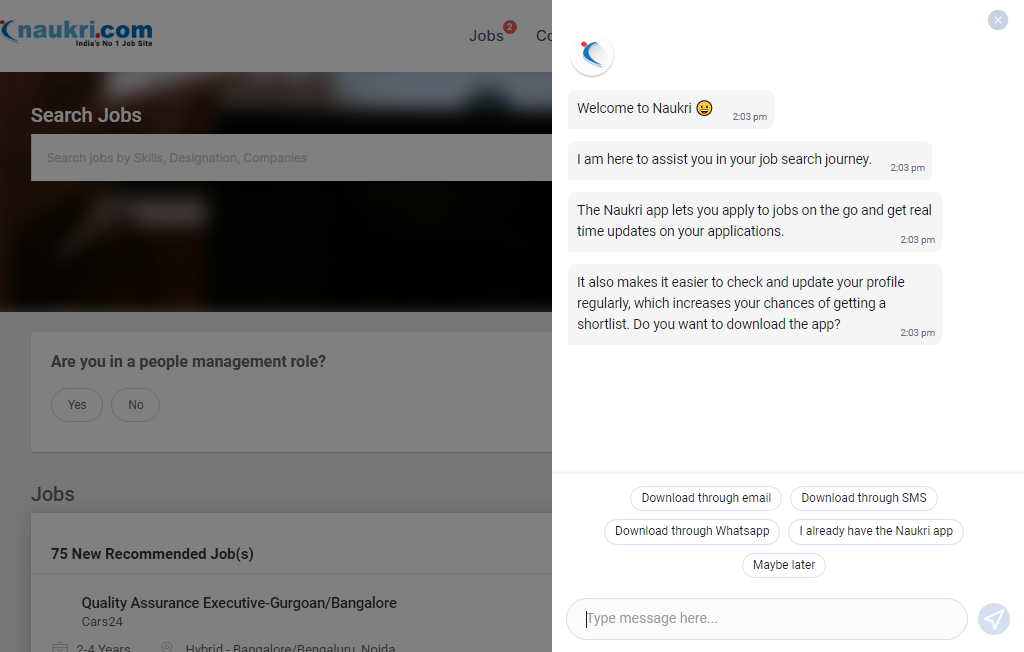 naukri.com
India's No 1 Job Site
Jobs
2
Co
Search Jobs
Search jobs by Skills, Designation, Companies
Are you in a people management role?
Yes
No
Jobs
75 New Recommended Job(s)
Quality Assurance Executive-Gurgoan/Bangalore
Cars24
2-4 Years
Hybrid - Bangalore/Bengaluru, Noida
Welcome to Naukri 😀
2:03 pm
I am here to assist you in your job search journey.
2:03 pm
The Naukri app lets you apply to jobs on the go and get real
time updates on your applications.
2:03 pm
It also makes it easier to check and update your profile
regularly, which increases your chances of getting a
shortlist. Do you want to download the app?
2:03 pm
Download through email
Download through SMS
Download through Whatsapp
I already have the Naukri app
Maybe later
Type message here...